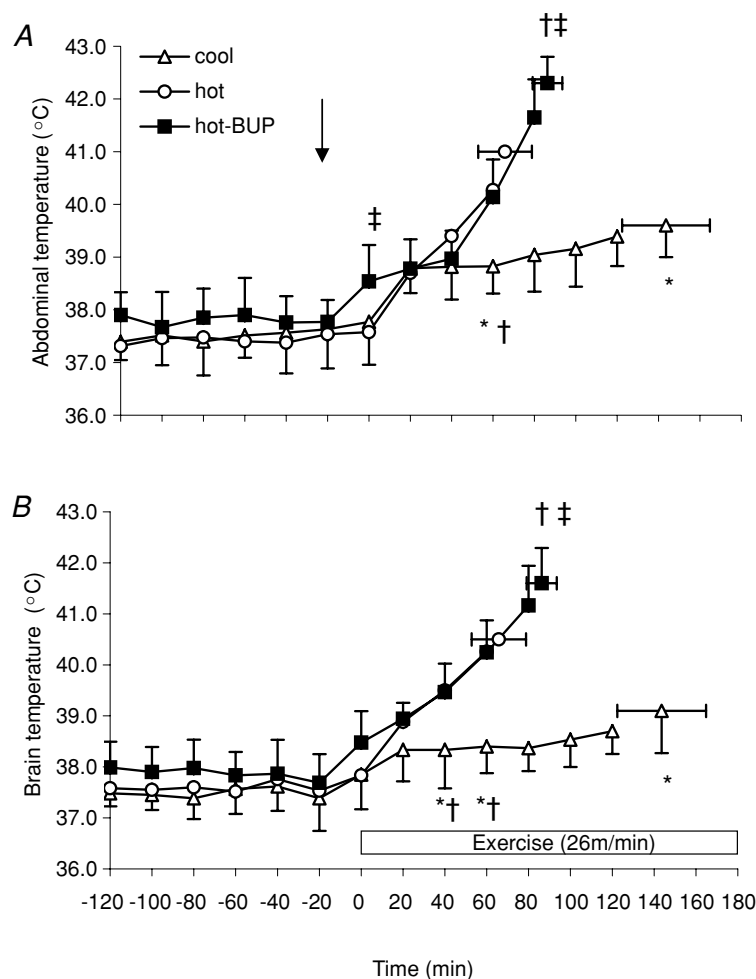 A
†‡
43.0
cool
42.0
hot
hot-BUP
41.0
‡
40.0
39.0
*
38.0
* †
37.0
36.0
Abdominal temperature (°C)
B
43.0
† ‡
42.0
41.0
40.0
39.0
38.0
*
*† *†
37.0
Exercise (26m/min)
36.0
Brain temperature (°C)
-120 -100 -80 -60 -40 -20 0 20 40 60 80 100 120 140 160 180
Time (min)